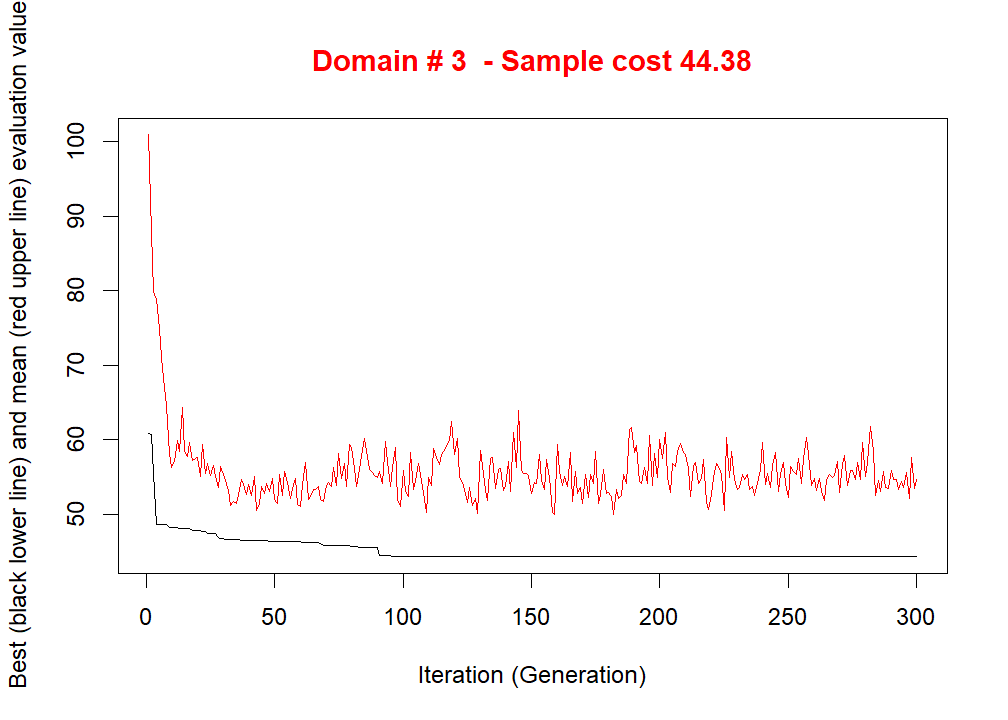 Domain # 3  - Sample cost 44.38
Best (black lower line) and mean (red upper line) evaluation value
100
90
80
70
60
50
0 50 100 150 200 250 300
Iteration (Generation)